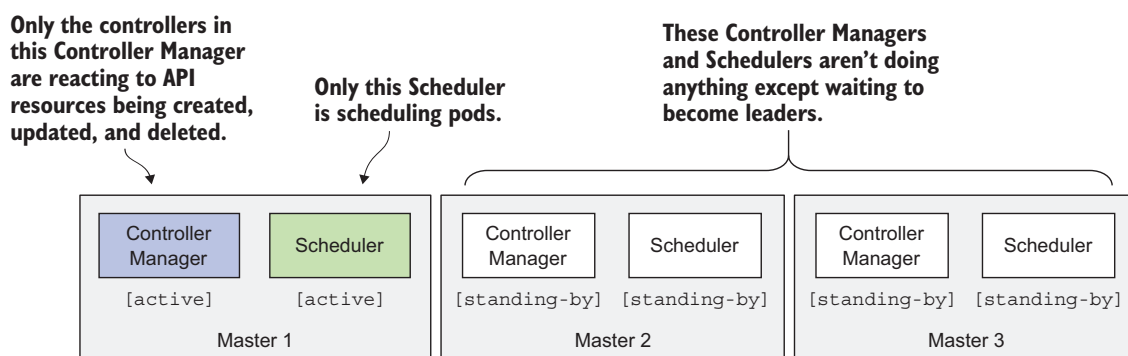 Only the controllers in
this Controller Manager
are reacting to API
resources being created,
updated, and deleted.
Only this Scheduler
is scheduling pods.
These Controller Managers
and Schedulers aren’t doing
anything except waiting to
become leaders.
Controller
Manager
[active]
Scheduler
[active]
Master 1
Controller
Manager
[standing-by]
Scheduler
[standing-by]
Master 2
Controller
Manager
[standing-by]
Scheduler
[standing-by]
Master 3